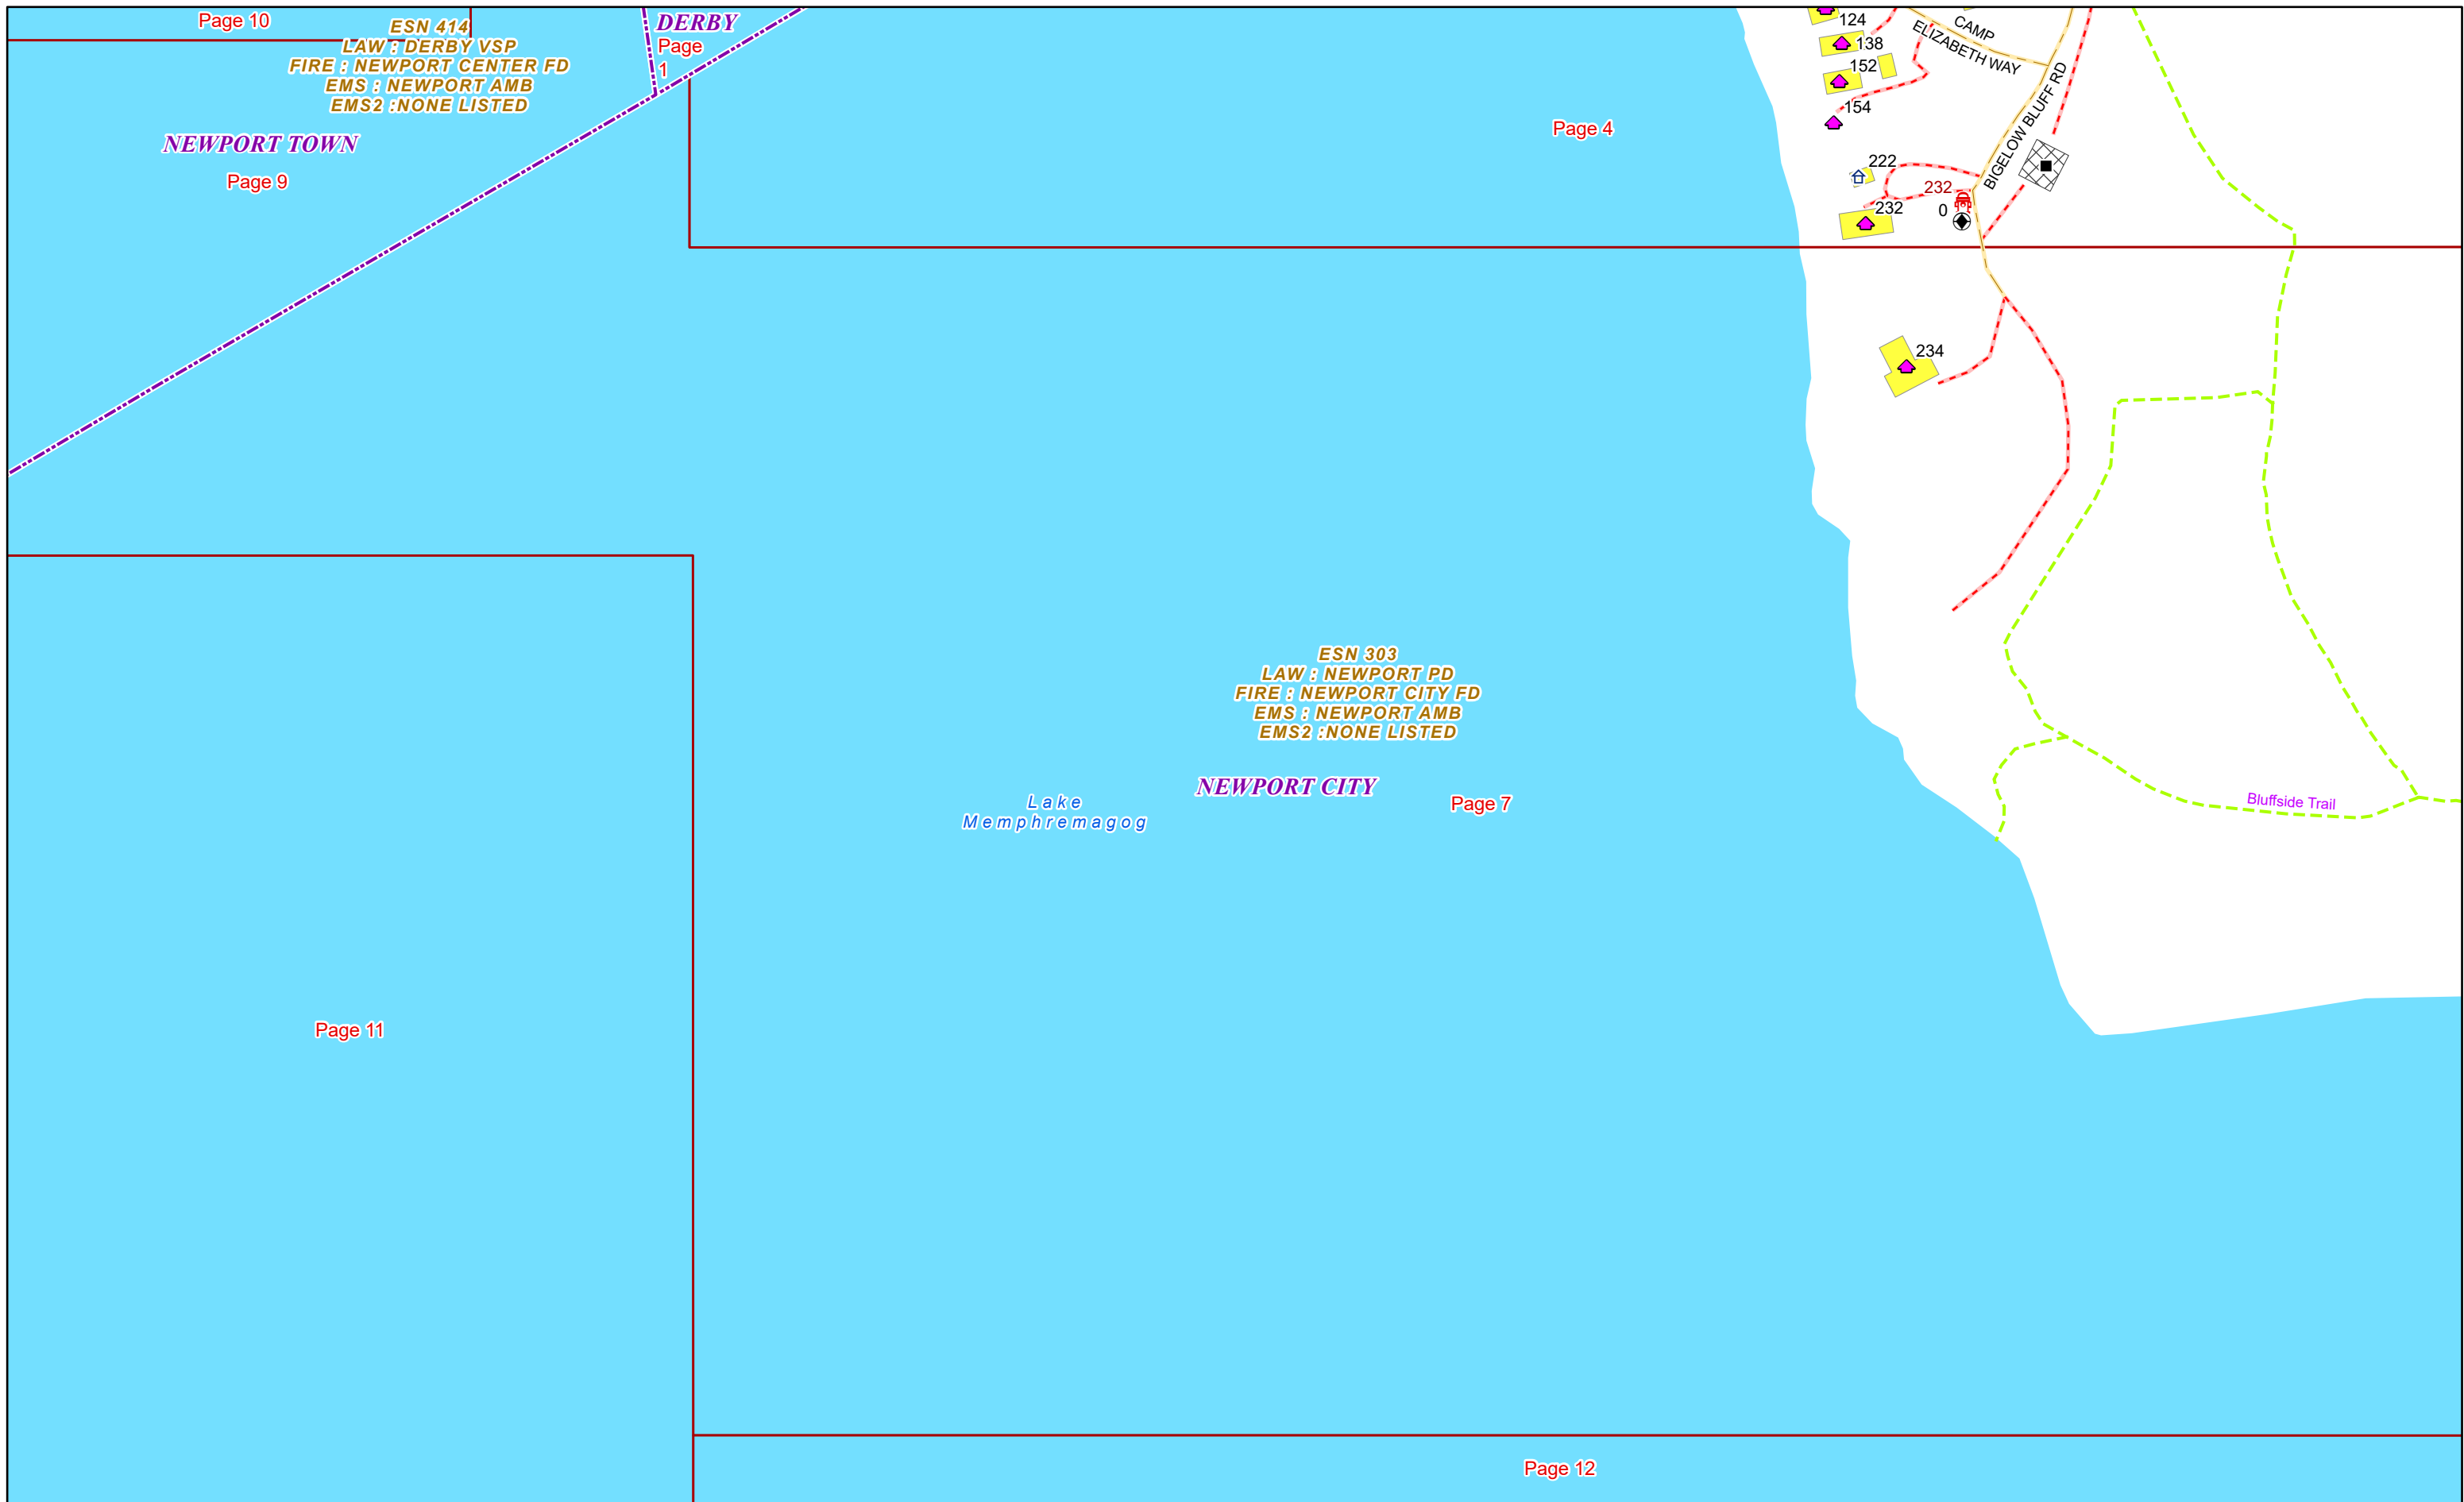 Page 10
ESN 414
LAW : DERBY VSP
FIRE : NEWPORT CENTER FD
EMS : NEWPORT AMB
EMS2 :NONE LISTED
NEWPORT TOWN
Page 9
DERBY
Page
1
Page 4
124
138
152
154
222
232
232
0
CAMP
ELIZABETH WAY
BIGELOW BLUFF RD
234
ESN 303
LAW : NEWPORT PD
FIRE : NEWPORT CITY FD
EMS : NEWPORT AMB
EMS2 :NONE LISTED
NEWPORT CITY
Lake
Memphremagog
Page 7
Bluffside Trail
Page 11
Page 12